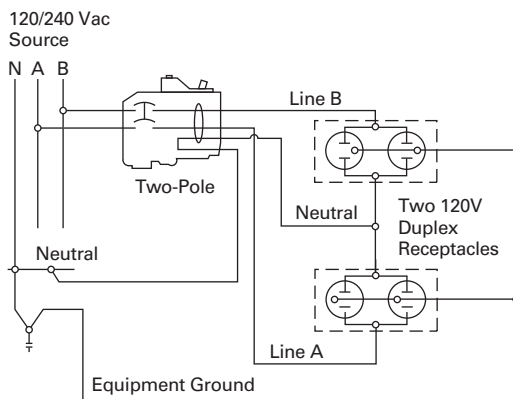 120/240 Vac
Source
N A B
Line B
Two-Pole
Neutral
Two 120V
Duplex
Receptacles
Neutral
Line A
Equipment Ground